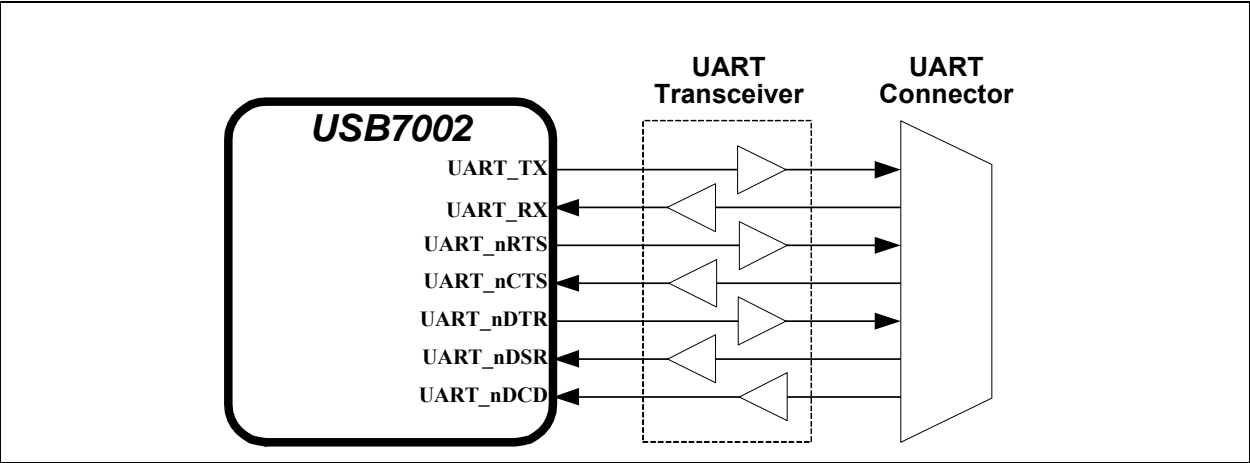 UART
Transceiver
UART
Connector
USB7002
UART_TX
UART_RX
UART_nRTS
UART_nCTS
UART_nDTR
UART_nDSR
UART_nDCD